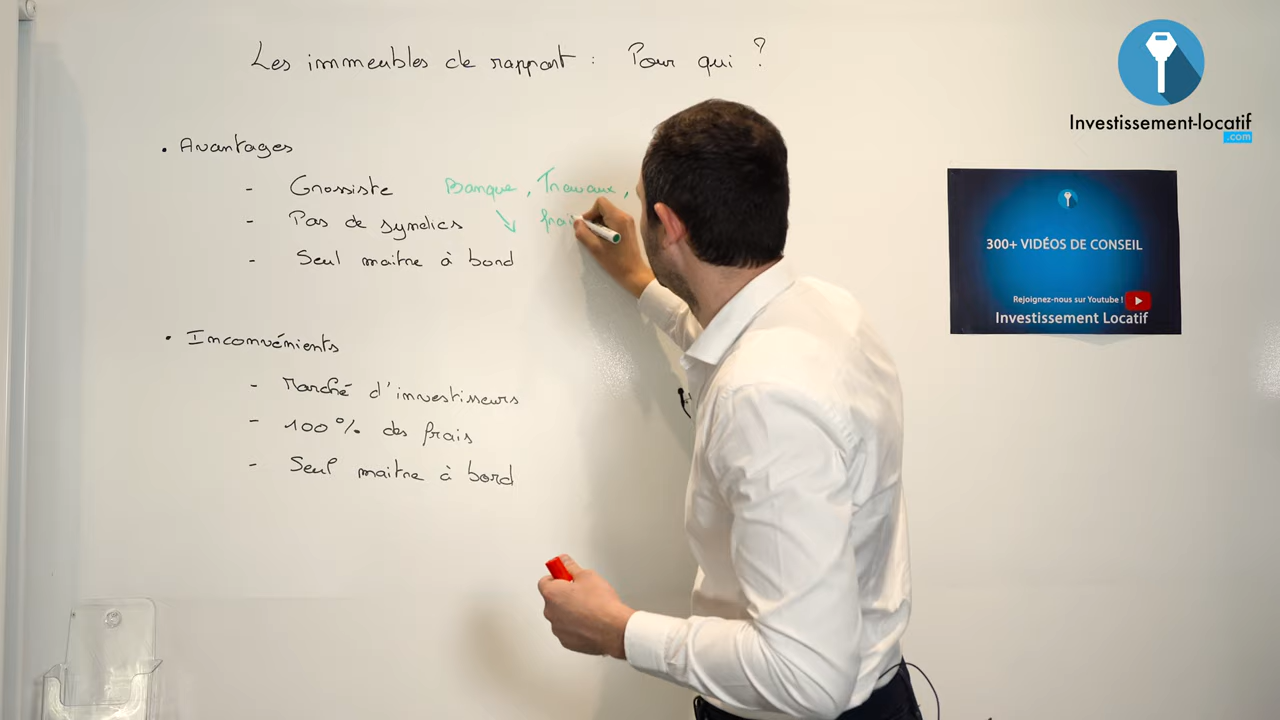 Les immeubles de rapport : Pour qui ?
• Avantages
- Grossiste Banque, Travaux,
- Pas de syndics ↘ frai
- Seul maitre à bord
• Inconvénients
- Marché d'investisseurs
- 100% des frais
- Seul maitre à bord
Investissement-locatif
.com
300+ VIDÉOS DE CONSEIL
Rejoignez-nous sur Youtube !
Investissement Locatif